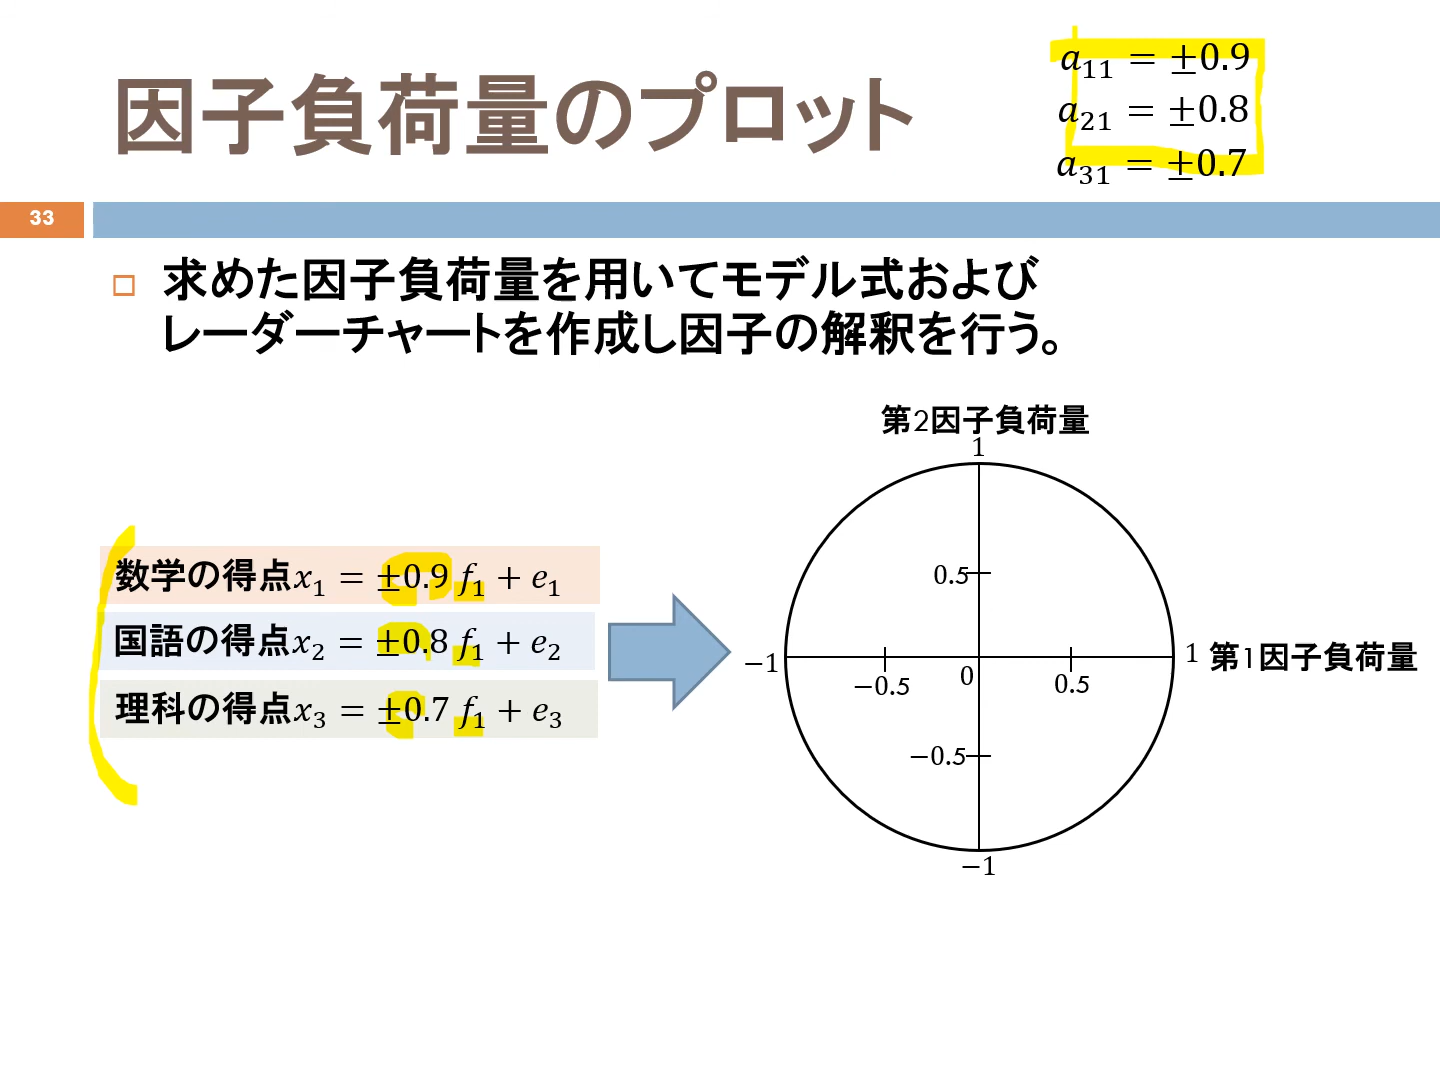 因子負荷量のプロット
a₁₁ = ±0.9
a₂₁ = ±0.8
a₃₁ = ±0.7
33
求めた因子負荷量を用いてモデル式および
レーダーチャートを作成し因子の解釈を行う。
数学の得点x₁ = ±0.9 f₁ + e₁
国語の得点x₂ = ±0.8 f₁ + e₂
理科の得点x₃ = ±0.7 f₁ + e₃
第2因子負荷量
1
0.5
−1
−0.5
0
0.5
1
第1因子負荷量
−0.5
−1